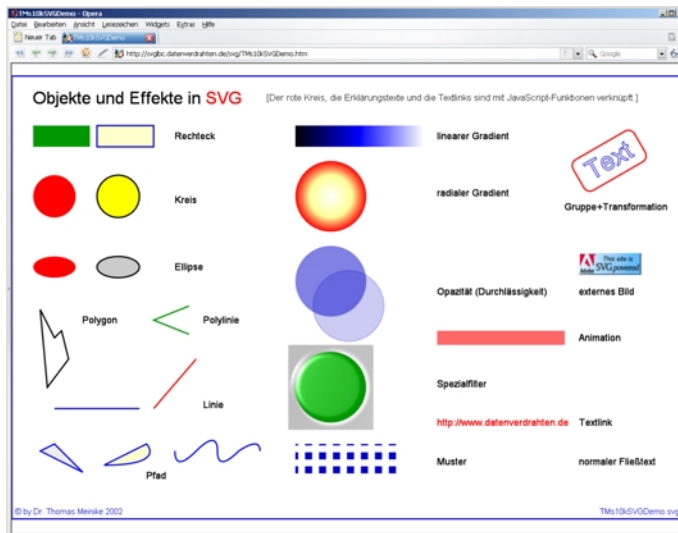 TMs10kSVGDemo - Opera
Datei Bearbeiten Ansicht Lesezeichen Widgets Extras Hilfe
Neuer Tab TMs10kSVGDemo
http://svglbc.datenverdrahten.de/svg/TMs10kSVGDemo.htm
Google
Objekte und Effekte in SVG [Der rote Kreis, die Erklärungstexte und die Textlinks sind mit JavaScript-Funktionen verknüpft.]
Rechteck
linearer Gradient
Text
Kreis
radialer Gradient
Gruppe+Transformation
Ellipse
This site is
Adobe SVG powered
Opazität (Durchlässigkeit)
externes Bild
Polygon
Polylinie
Animation
Spezialfilter
Linie
http://www.datenverdrahten.de
Textlink
Pfad
Muster
normaler Fließtext
© by Dr. Thomas Meinike 2002
TMs10kSVGDemo.svg